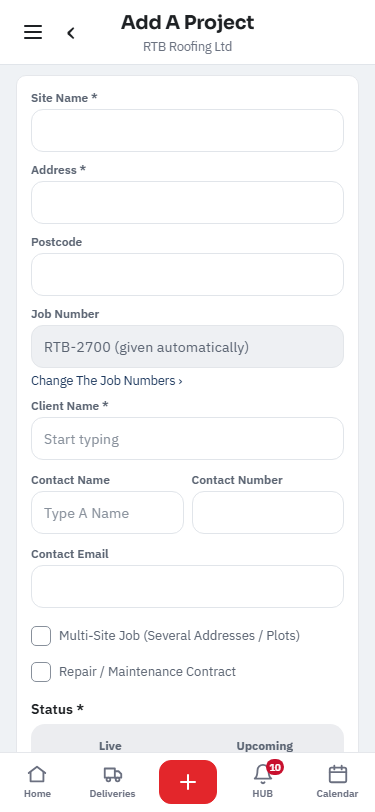 Add A Project
RTB Roofing Ltd
Site Name *
Address *
Postcode
Job Number
RTB-2700 (given automatically)
Change The Job Numbers ›
Client Name *
Start typing
Contact Name Contact Number
Type A Name
Contact Email
Multi-Site Job (Several Addresses / Plots)
Repair / Maintenance Contract
Status *
Live Upcoming
10
Home Deliveries HUB Calendar